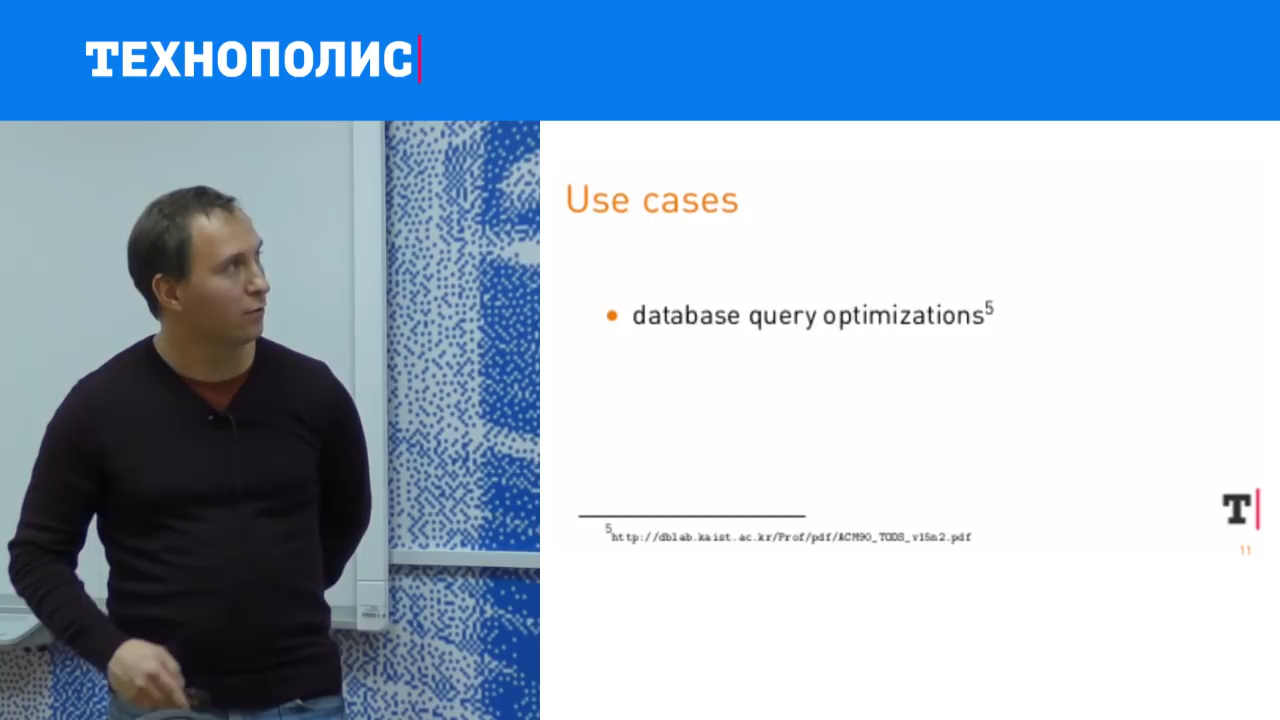 ТЕХНОПОЛИС
Use cases
• database query optimizations⁵
⁵http://dblab.kaist.ac.kr/Prof/pdf/ACM90_TODS_v15n2.pdf
T
11